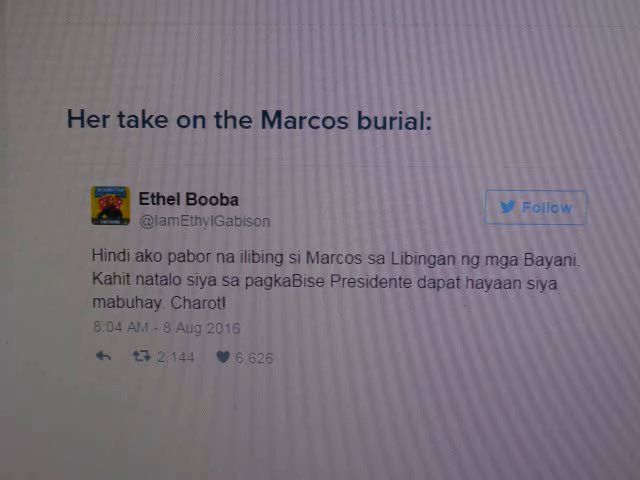 Her take on the Marcos burial:
Ethel Booba
@IamEthylGabison
Follow
Hindi ako pabor na ilibing si Marcos sa Libingan ng mga Bayani.
Kahit natalo siya sa pagkaBise Presidente dapat hayaan siya
mabuhay. Charot!
8:04 AM - 8 Aug 2016
2,144 6,626